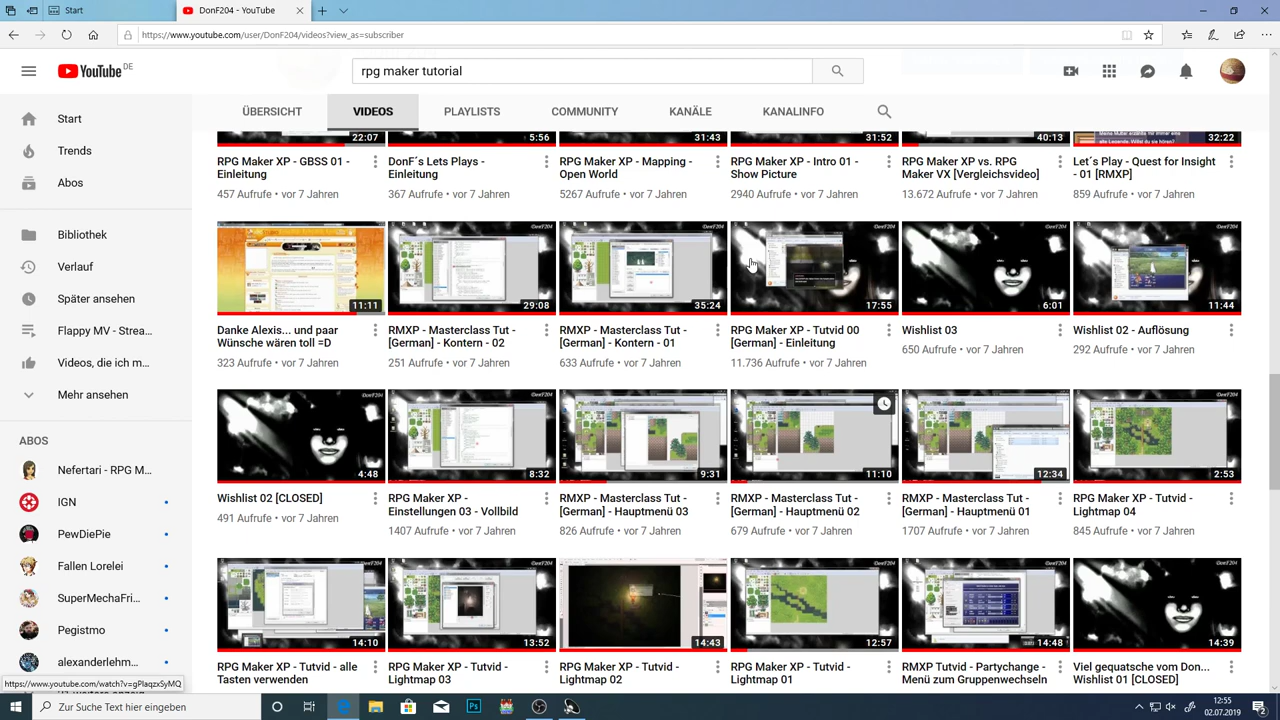 Start
DonF204 - YouTube
https://www.youtube.com/user/DonF204/videos?view_as=subscriber
YouTube DE
rpg maker tutorial
ÜBERSICHT
VIDEOS
PLAYLISTS
COMMUNITY
KANÄLE
KANALINFO
Start
Trends
Abos
Bibliothek
Verlauf
Später ansehen
Flappy MV - Strea...
Videos, die ich m...
Mehr ansehen
ABOS
Nefertari - RPG M...
IGN
PewDiePie
Fallen Lorelei
SuperMechaFri...
Pegistmo
alexanderlehm...
22:07
5:56
31:43
31:52
40:13
32:22
RPG Maker XP - GBSS 01 -
Einleitung
457 Aufrufe • vor 7 Jahren
DonF´s Lets Plays -
Einleitung
367 Aufrufe • vor 7 Jahren
RPG Maker XP - Mapping -
Open World
5267 Aufrufe • vor 7 Jahren
RPG Maker XP - Intro 01 -
Show Picture
2940 Aufrufe • vor 7 Jahren
RPG Maker XP vs. RPG
Maker VX [Vergleichsvideo]
13.672 Aufrufe • vor 7 Jahren
Let´s Play - Quest for Insight
- 01 [RMXP]
859 Aufrufe • vor 7 Jahren
11:11
29:08
35:24
17:55
6:01
11:44
Danke Alexis... und paar
Wünsche wären toll =D
323 Aufrufe • vor 7 Jahren
RMXP - Masterclass Tut -
[German] - Kontern - 02
251 Aufrufe • vor 7 Jahren
RMXP - Masterclass Tut -
[German] - Kontern - 01
633 Aufrufe • vor 7 Jahren
RPG Maker XP - Tutvid 00
[German] - Einleitung
11.736 Aufrufe • vor 7 Jahren
Wishlist 03
650 Aufrufe • vor 7 Jahren
Wishlist 02 - Auflösung
292 Aufrufe • vor 7 Jahren
4:48
8:32
9:31
11:10
12:34
2:53
Wishlist 02 [CLOSED]
491 Aufrufe • vor 7 Jahren
RPG Maker XP -
Einstellungen 03 - Vollbild
1407 Aufrufe • vor 7 Jahren
RMXP - Masterclass Tut -
[German] - Hauptmenü 03
826 Aufrufe • vor 7 Jahren
RMXP - Masterclass Tut -
[German] - Hauptmenü 02
679 Aufrufe • vor 7 Jahren
RMXP - Masterclass Tut -
[German] - Hauptmenü 01
1707 Aufrufe • vor 7 Jahren
RPG Maker XP - Tutvid -
Lightmap 04
845 Aufrufe • vor 7 Jahren
14:10
13:52
14:43
12:57
14:48
14:39
RPG Maker XP - Tutvid - alle
Tasten verwenden
RPG Maker XP - Tutvid -
Lightmap 03
RPG Maker XP - Tutvid -
Lightmap 02
RPG Maker XP - Tutvid -
Lightmap 01
RMXP Tutvid - Partychange -
Menü zum Gruppenwechseln
Viel gequatsche vom Don...
Wishlist 01 [CLOSED]
https://www.youtube.com/watch?v=gPIaqzxSyMQ
Zur Suche Text hier eingeben
12:55
02.07.2019
2